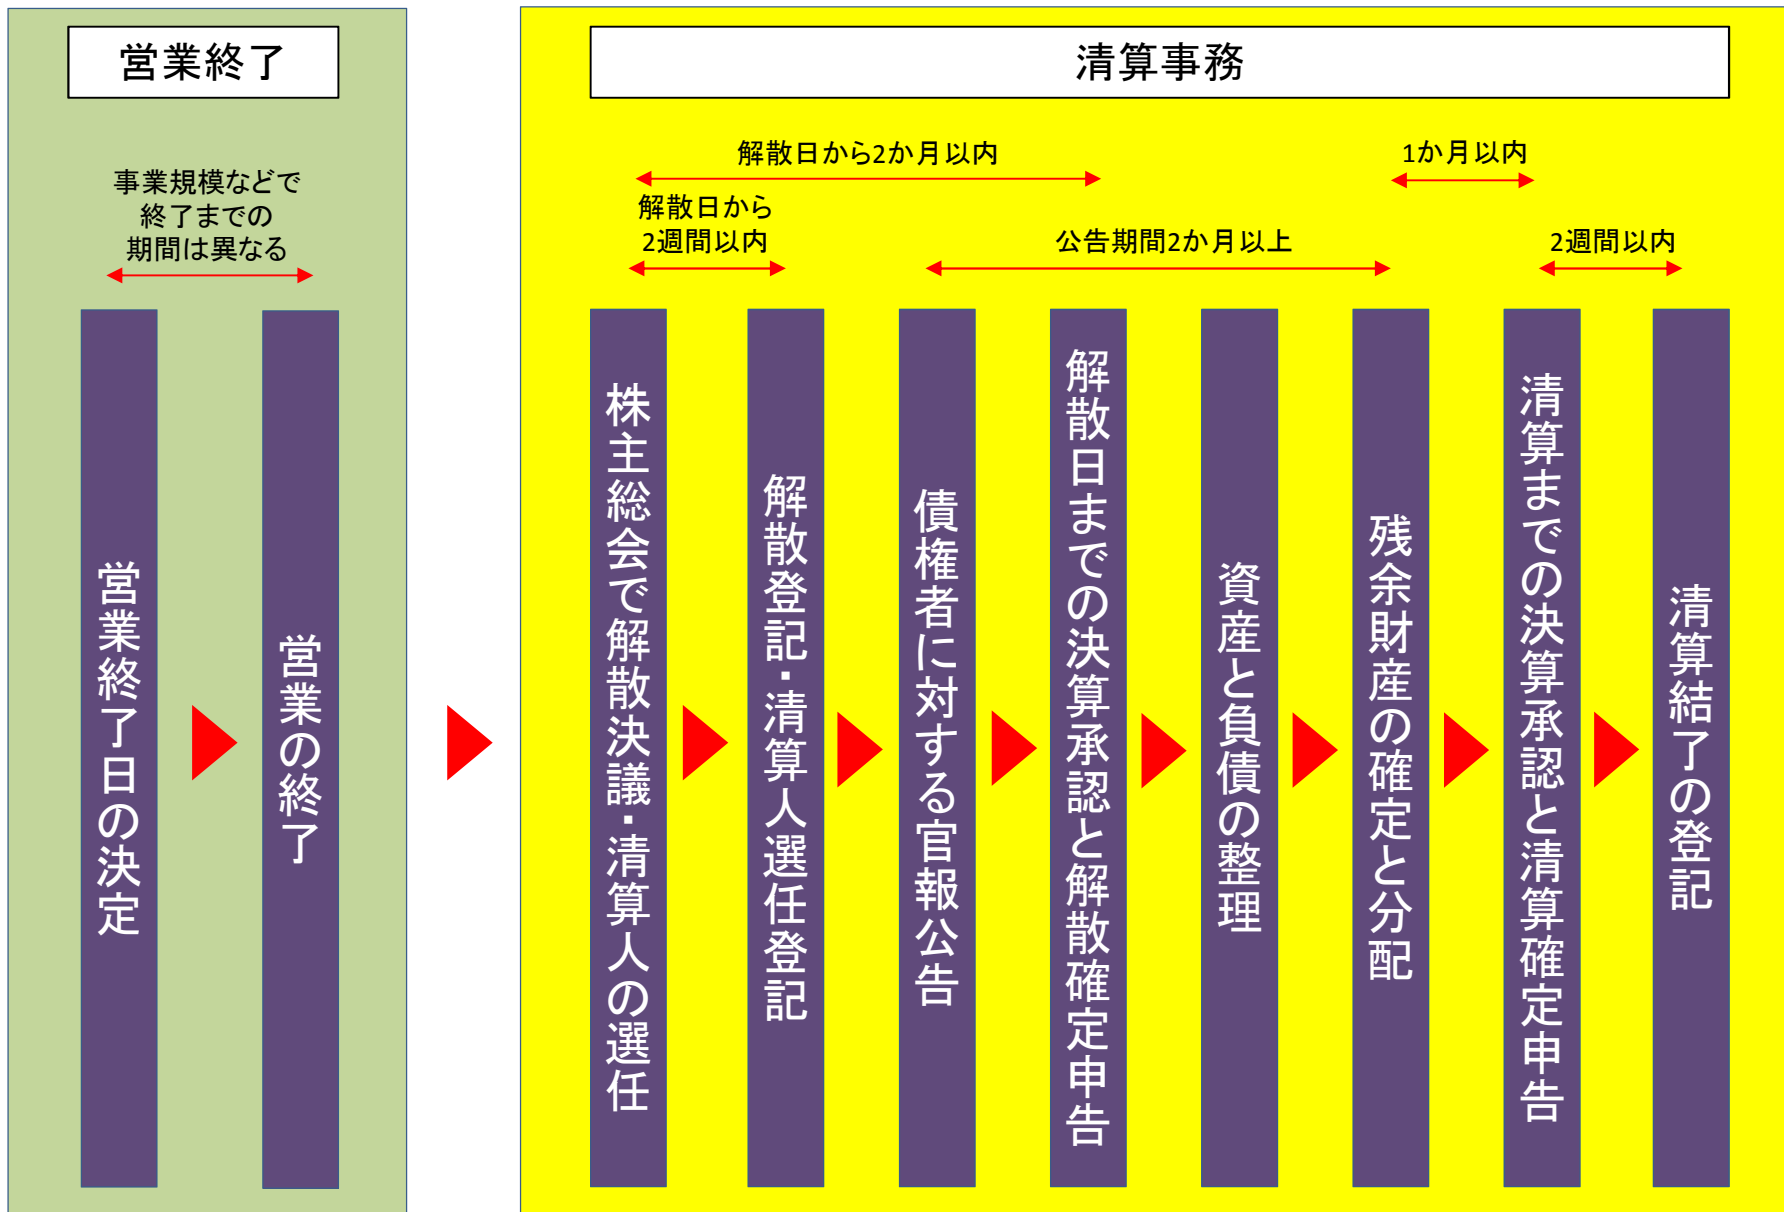 営業終了
事業規模などで
終了までの
期間は異なる
営業終了日の決定
営業の終了
清算事務
解散日から2か月以内
1か月以内
解散日から
2週間以内
公告期間2か月以上
2週間以内
株主総会で解散決議・清算人の選任
解散登記・清算人選任登記
債権者に対する官報公告
解散日までの決算承認と解散確定申告
資産と負債の整理
残余財産の確定と分配
清算までの決算承認と清算確定申告
清算結了の登記